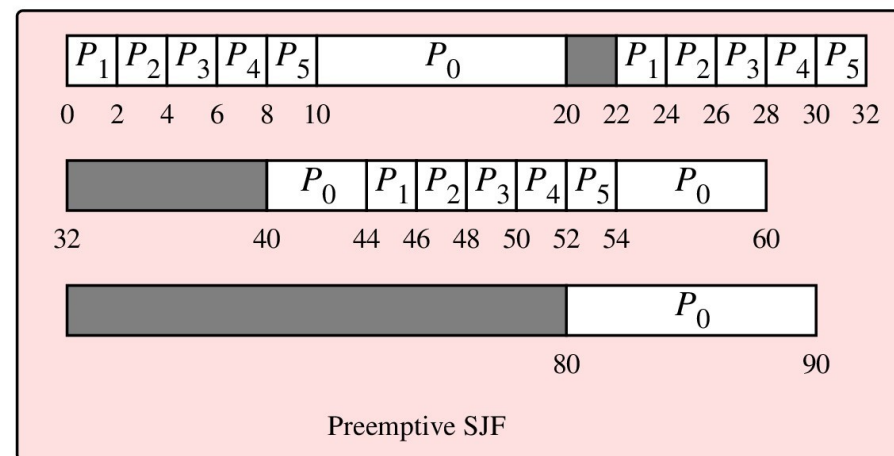 P₁ P₂ P₃ P₄ P₅ P₀ P₁ P₂ P₃ P₄ P₅
0 2 4 6 8 10 20 22 24 26 28 30 32
P₀ P₁ P₂ P₃ P₄ P₅ P₀
32 40 44 46 48 50 52 54 60
P₀
80 90
Preemptive SJF